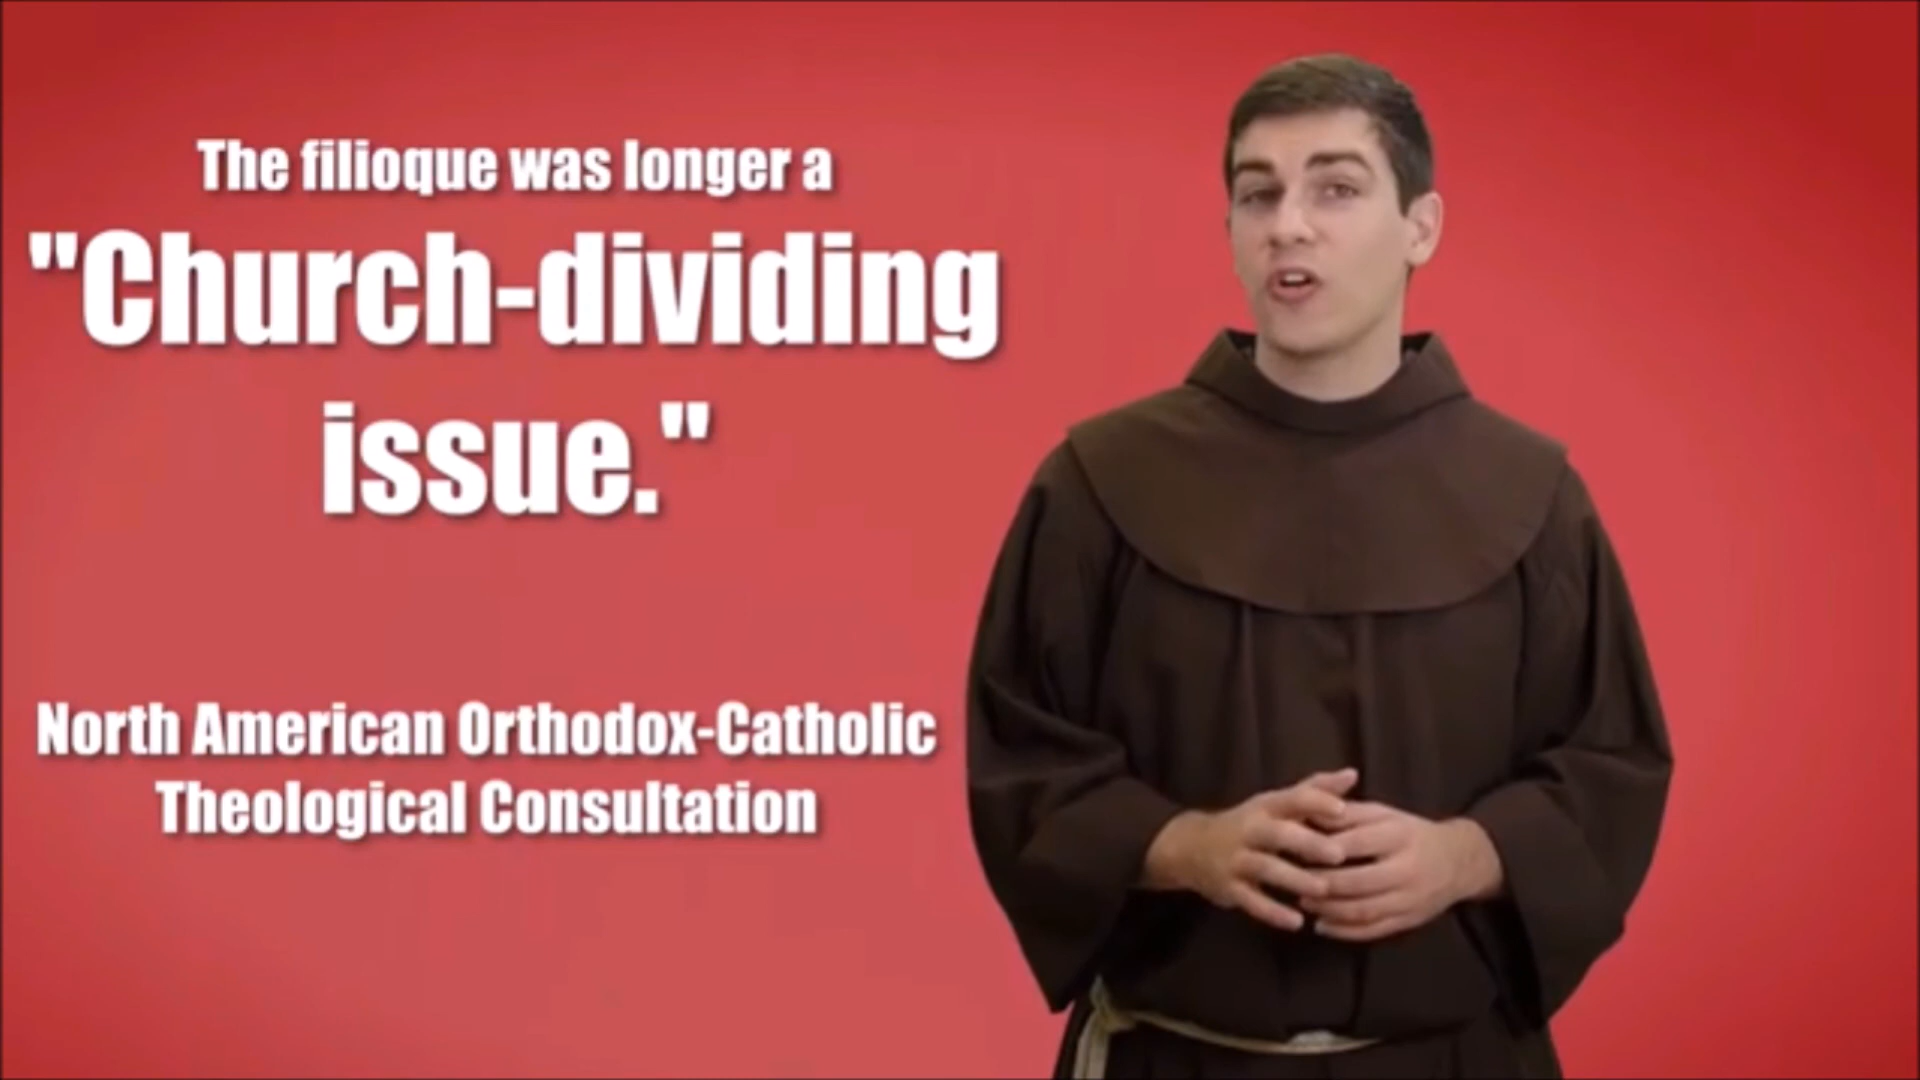 The filioque was longer a
"Church-dividing
issue."
North American Orthodox-Catholic
Theological Consultation